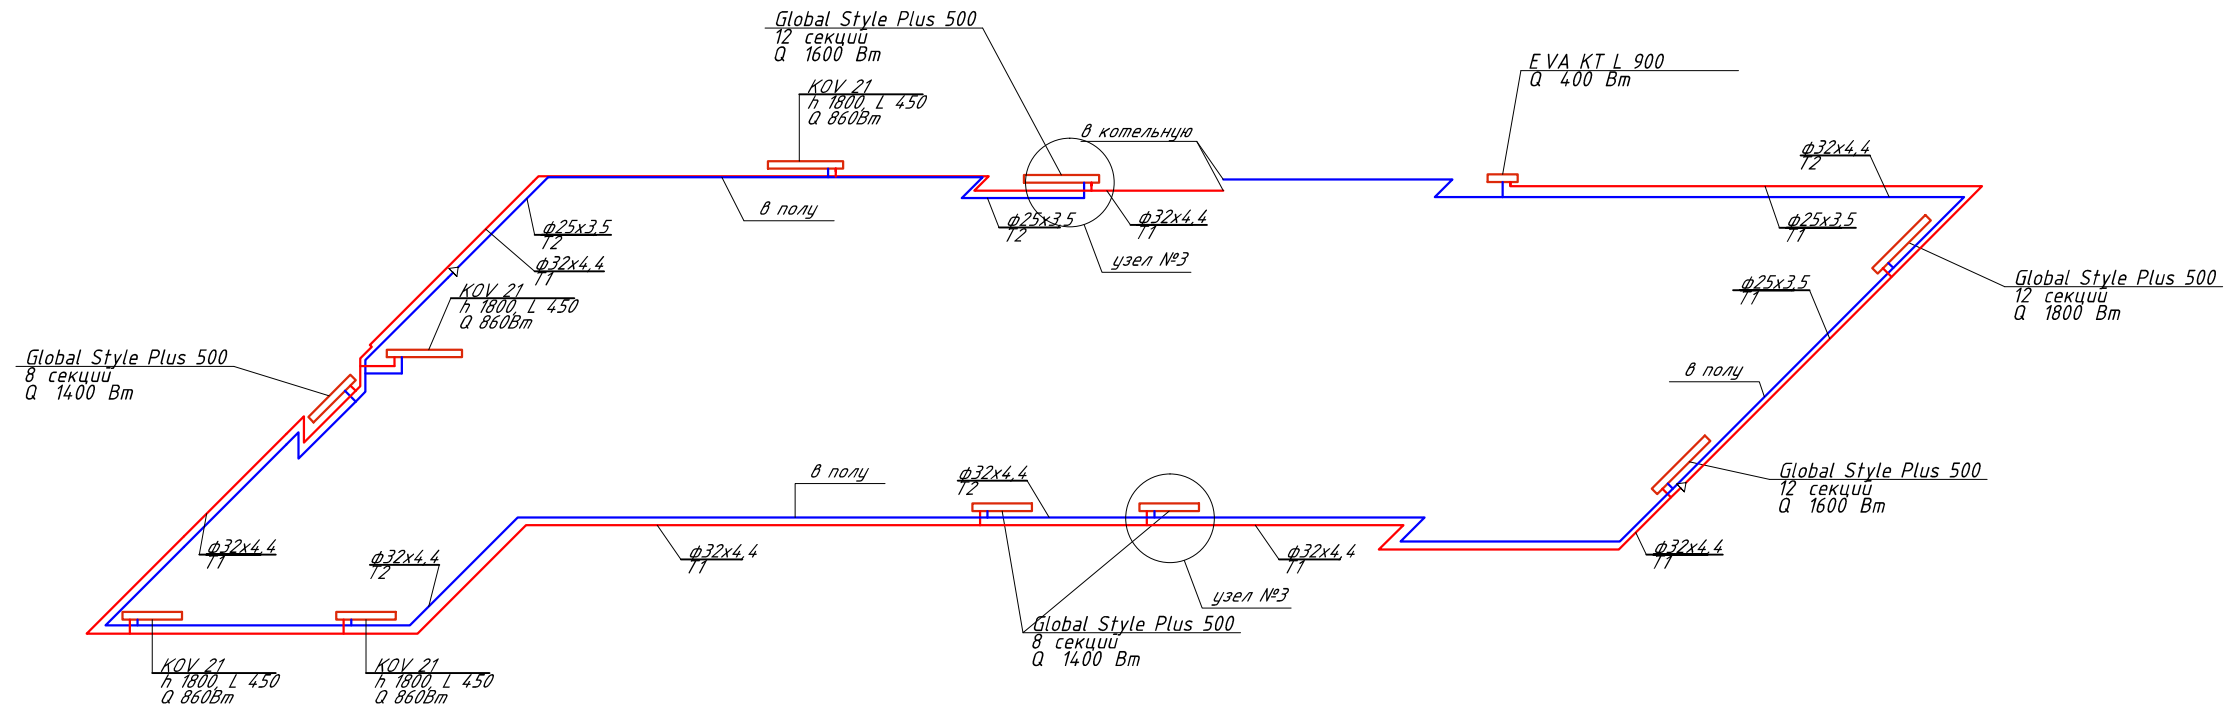 Global Style Plus 500
12 секций
Q 1600 Вт
KOV 21
h 1800, L 450
Q 860Вт
в котельную
EVA KT L 900
Q 400 Вт
ф32х4,4
Т2
в полу
ф25х3,5
Т2
ф32х4,4
Т1
ф25х3,5
Т2
ф32х4,4
Т1
узел №3
ф25х3,5
Т1
Global Style Plus 500
12 секций
Q 1800 Вт
ф25х3,5
Т1
KOV 21
h 1800, L 450
Q 860Вт
Global Style Plus 500
8 секций
Q 1400 Вт
в полу
в полу
ф32х4,4
Т2
Global Style Plus 500
12 секций
Q 1600 Вт
ф32х4,4
Т1
ф32х4,4
Т2
ф32х4,4
Т1
ф32х4,4
Т1
ф32х4,4
Т1
узел №3
Global Style Plus 500
8 секций
Q 1400 Вт
KOV 21
h 1800, L 450
Q 860Вт
KOV 21
h 1800, L 450
Q 860Вт